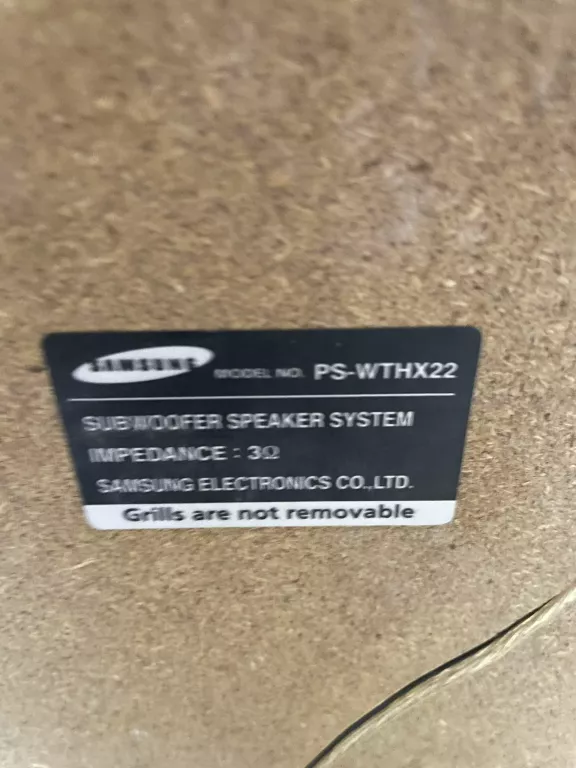 SAMSUNG MODEL NO. PS-WTHX22
SUBWOOFER SPEAKER SYSTEM
IMPEDANCE : 3Ω
SAMSUNG ELECTRONICS CO.,LTD.
Grills are not removable